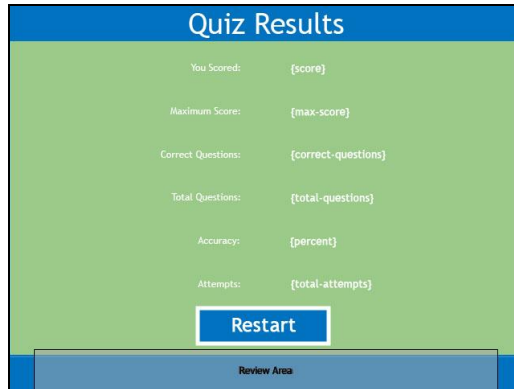 Quiz Results
You Scored: {score}
Maximum Score: {max-score}
Correct Questions: {correct-questions}
Total Questions: {total-questions}
Accuracy: {percent}
Attempts: {total-attempts}
Restart
Review Area